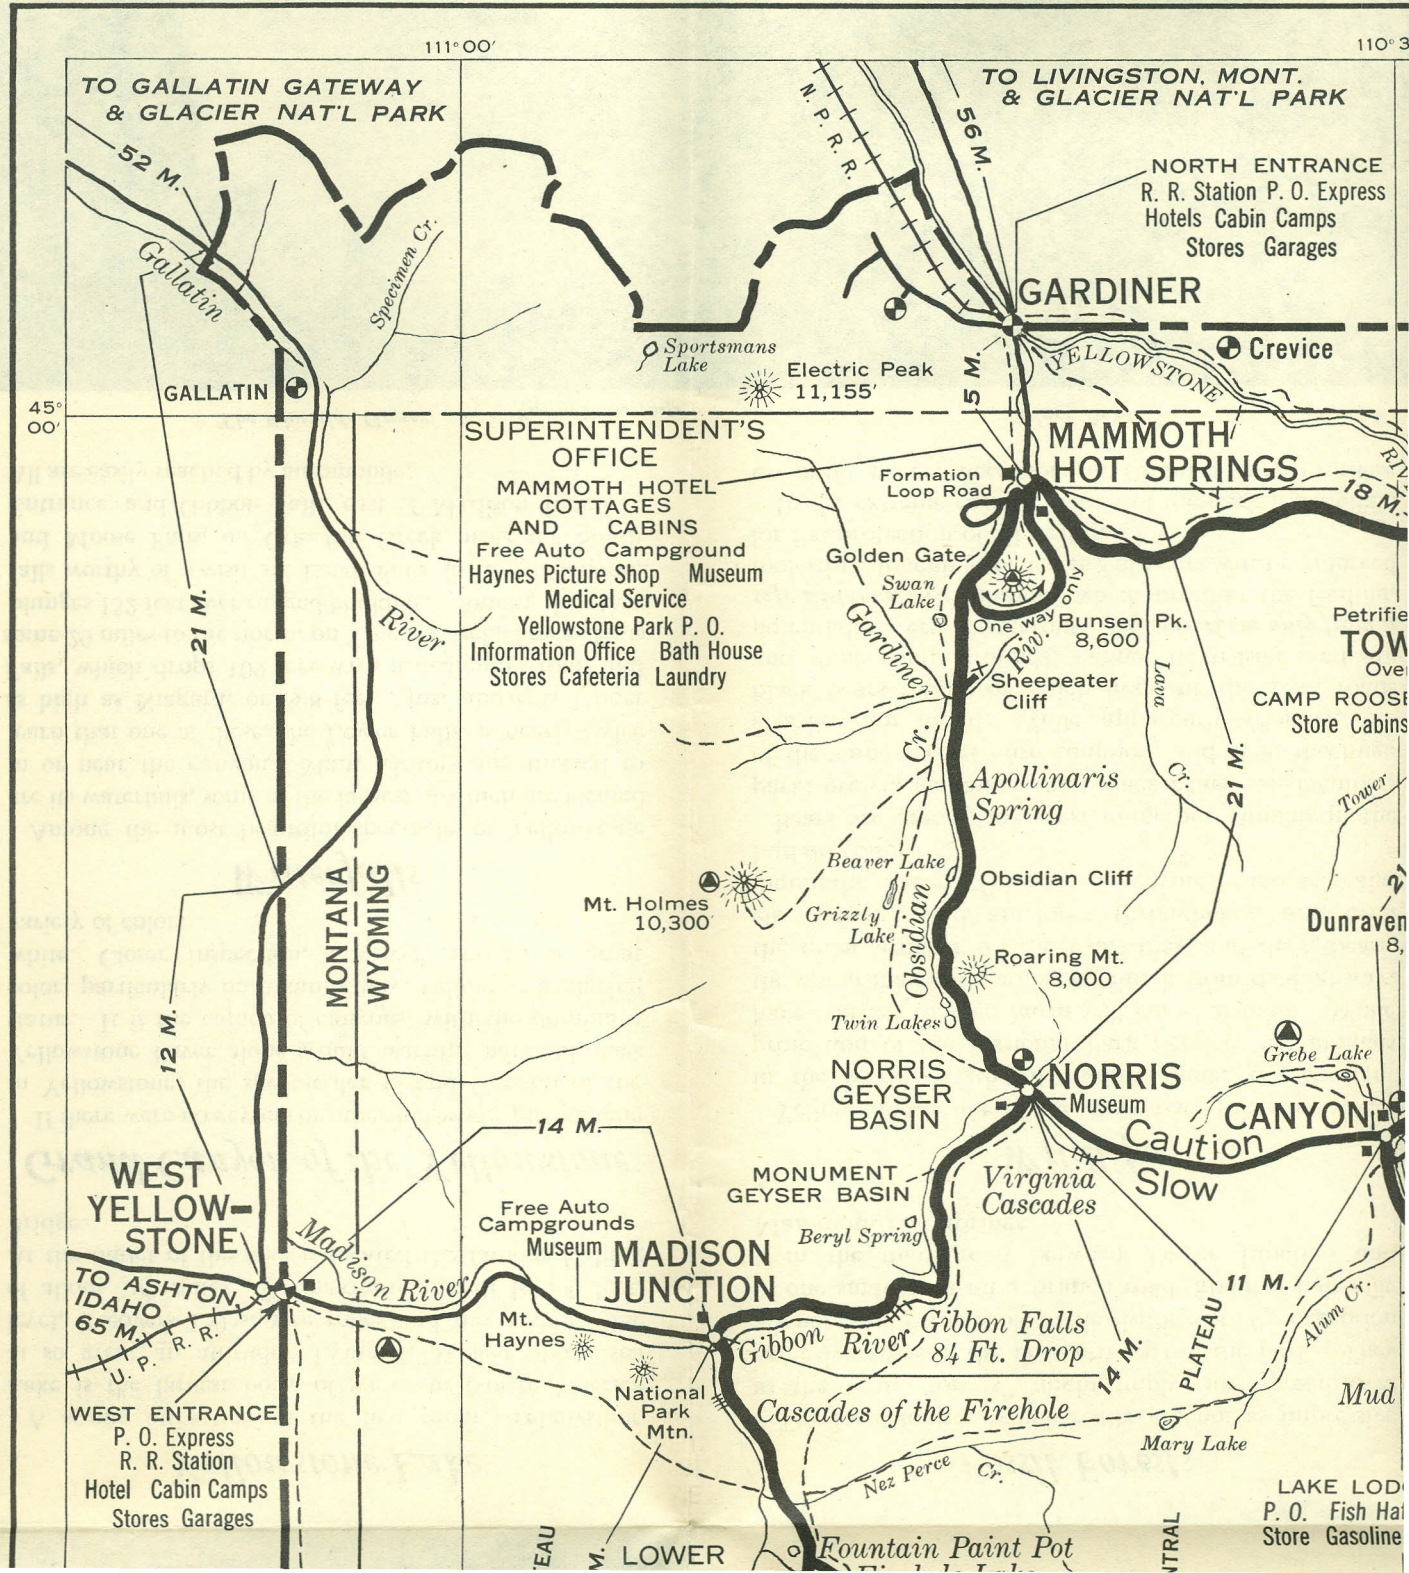 111° 00′
110° 3
TO GALLATIN GATEWAY
& GLACIER NAT'L PARK
TO LIVINGSTON, MONT.
& GLACIER NAT'L PARK
N. P. R. R.
56 M.
52 M.
NORTH ENTRANCE
R. R. Station P. O. Express
Hotels Cabin Camps
Stores Garages
Gallatin
Specimen Cr.
GARDINER
Sportsmans
Lake
Crevice
YELLOWSTONE
RIV
Electric Peak
11,155′
5 M.
GALLATIN
45°
00′
SUPERINTENDENT'S
OFFICE
MAMMOTH HOTEL
COTTAGES
AND CABINS
Free Auto Campground
Haynes Picture Shop Museum
Medical Service
Yellowstone Park P. O.
Information Office Bath House
Stores Cafeteria Laundry
MAMMOTH
HOT SPRINGS
Formation
Loop Road
18 M.
Golden Gate
Swan
Lake
One way only
Bunsen Pk.
8,600
Gardiner
Riv.
Sheepeater
Cliff
Lava
Cr.
Petrifie
TOW
Over
CAMP ROOSE
Store Cabins
21 M.
River
27 M.
Apollinaris
Spring
Tower
Obsidian
Cr.
Beaver Lake
Obsidian Cliff
Grizzly
Lake
Mt. Holmes
10,300′
MONTANA
WYOMING
Roaring Mt.
8,000
Twin Lakes
Dunraven
8,
12 M.
Grebe Lake
NORRIS
GEYSER
BASIN
NORRIS
Museum
CANYON
Caution
Slow
14 M.
WEST
YELLOW-
STONE
MONUMENT
GEYSER BASIN
Virginia
Cascades
Beryl Spring
Free Auto
Campgrounds
Museum
MADISON
JUNCTION
Madison River
TO ASHTON,
IDAHO
65 M.
U. P. R. R.
11 M.
Alum Cr.
Mt.
Haynes
Gibbon River
Gibbon Falls
84 Ft. Drop
14 M.
PLATEAU
National
Park
Mtn.
Cascades of the Firehole
Mud
WEST ENTRANCE
P. O. Express
R. R. Station
Hotel Cabin Camps
Stores Garages
Mary Lake
Nez Perce Cr.
LAKE LOD
P. O. Fish Hat
Store Gasoline
TEAU
M.
LOWER
Fountain Paint Pot
Firehole Lake
NTRAL